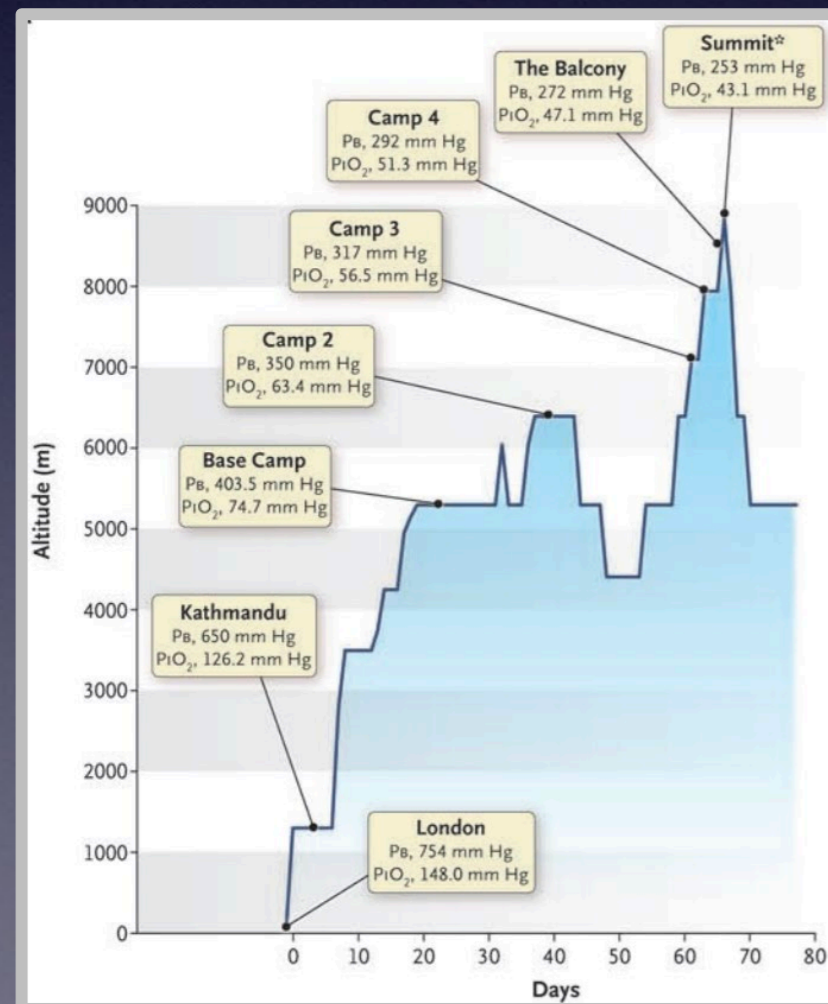 Summit☆
PB, 253 mm Hg
PIO₂, 43.1 mm Hg
The Balcony
PB, 272 mm Hg
PIO₂, 47.1 mm Hg
Camp 4
PB, 292 mm Hg
PIO₂, 51.3 mm Hg
Camp 3
PB, 317 mm Hg
PIO₂, 56.5 mm Hg
Camp 2
PB, 350 mm Hg
PIO₂, 63.4 mm Hg
Base Camp
PB, 403.5 mm Hg
PIO₂, 74.7 mm Hg
Kathmandu
PB, 650 mm Hg
PIO₂, 126.2 mm Hg
London
PB, 754 mm Hg
PIO₂, 148.0 mm Hg
Altitude (m)
9000
8000
7000
6000
5000
4000
3000
2000
1000
0
0 10 20 30 40 50 60 70 80
Days